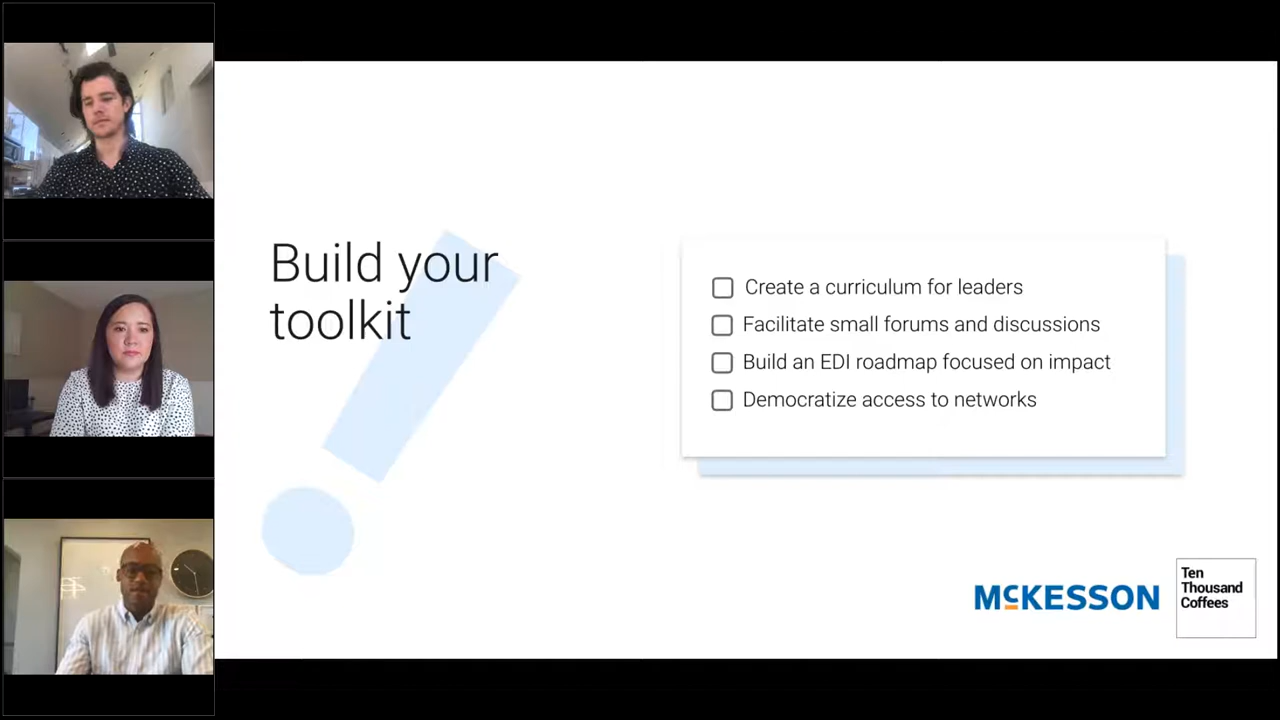 Build your
toolkit
Create a curriculum for leaders
Facilitate small forums and discussions
Build an EDI roadmap focused on impact
Democratize access to networks
MCKESSON
Ten
Thousand
Coffees